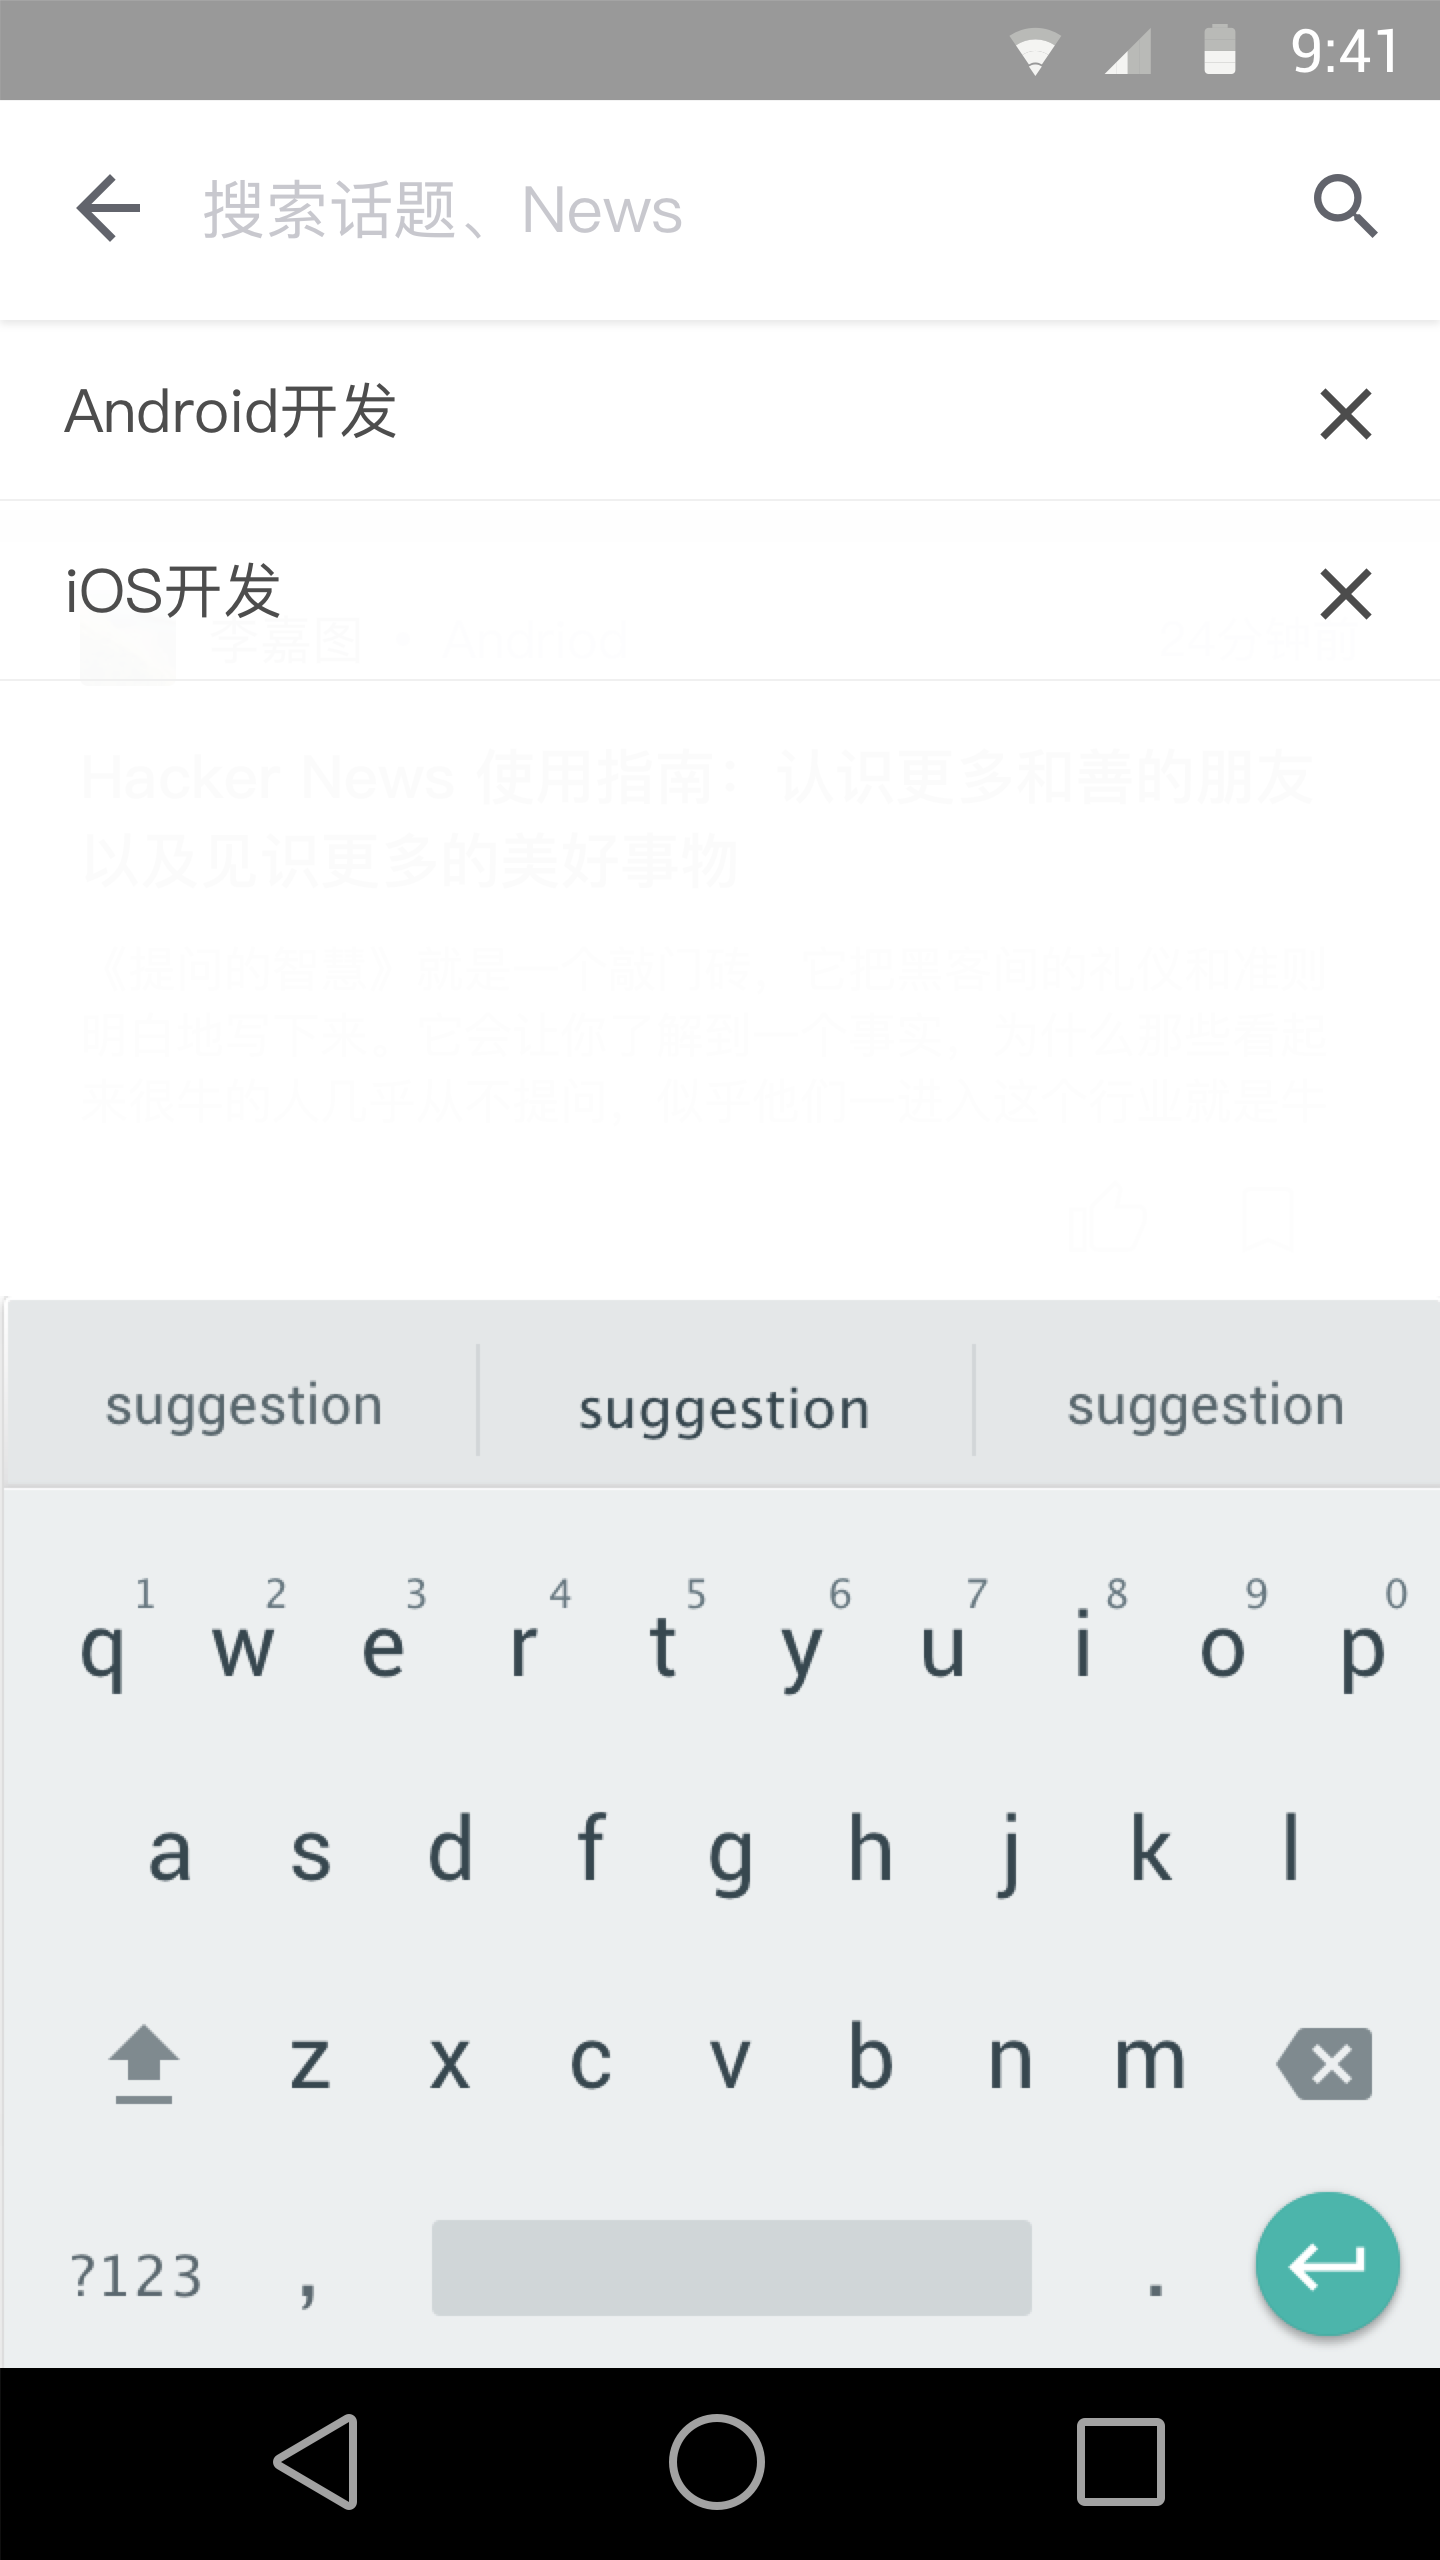 9:41
搜索话题、News
Android开发
iOS开发
李嘉图 • Andriod 24分钟前
Hacker News 使用指南：认识更多和善的朋友
以及见识更多的美好事物
《提问的智慧》就是一个敲门砖，它把黑客间的礼仪和准则
明白地写下来。它会让你了解到一个事实，为什么那些看起
来很牛的人几乎从不提问，似乎他们一进入这个行业就是牛
suggestion suggestion suggestion
1 2 3 4 5 6 7 8 9 0
q w e r t y u i o p
a s d f g h j k l
z x c v b n m
?123 , .